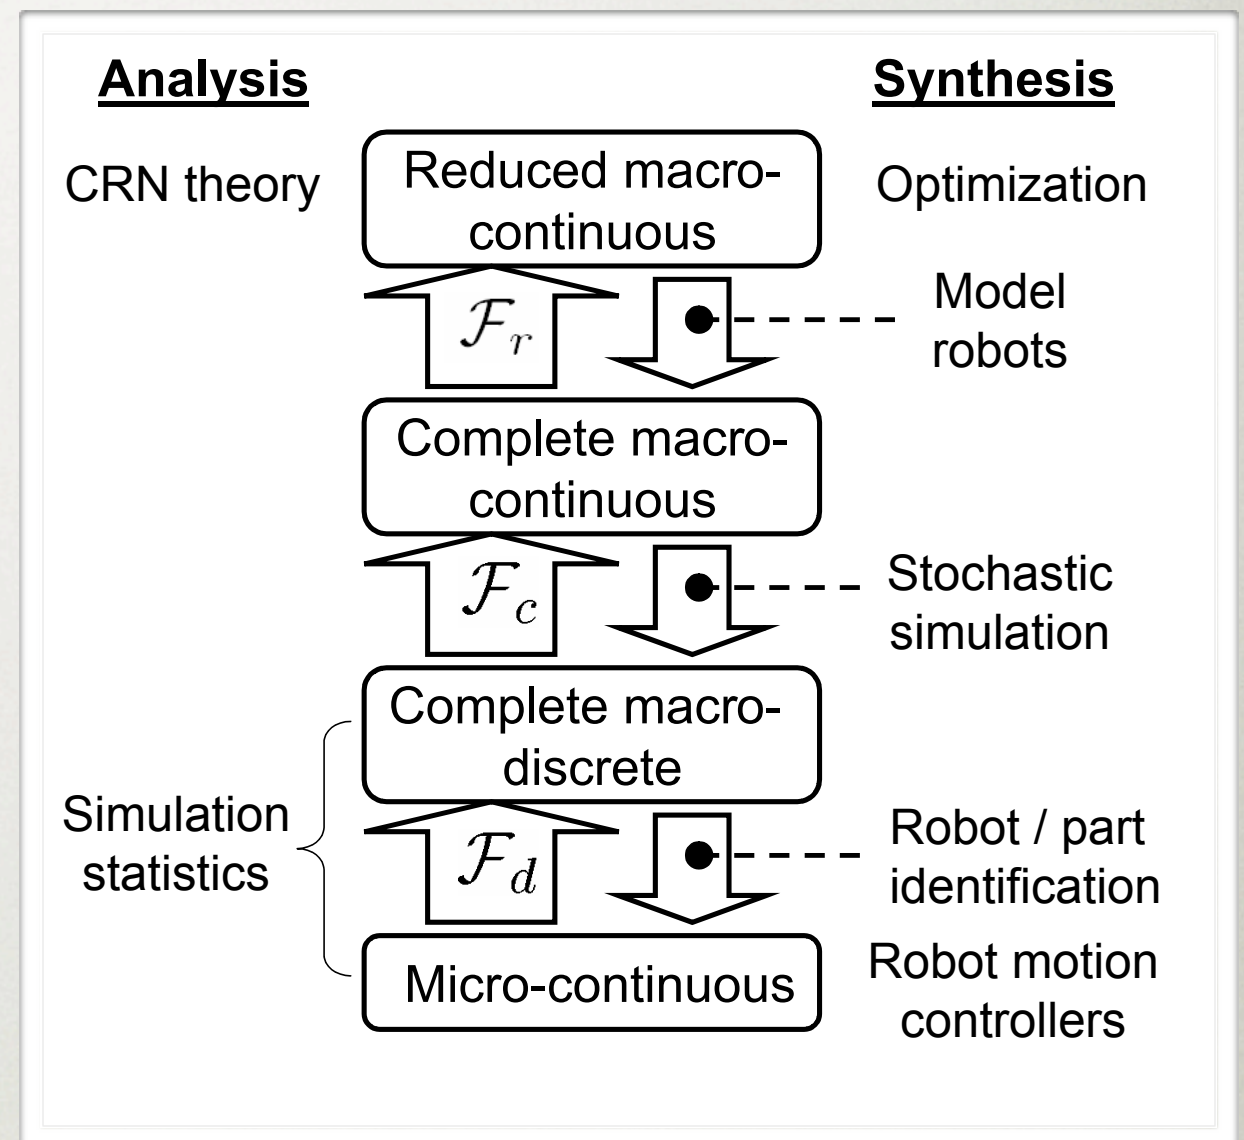 Analysis
Synthesis
CRN theory
Reduced macro-
continuous
Optimization
ℱr
Model
robots
Complete macro-
continuous
ℱc
Stochastic
simulation
Complete macro-
discrete
Simulation
statistics
ℱd
Robot / part
identification
Micro-continuous
Robot motion
controllers